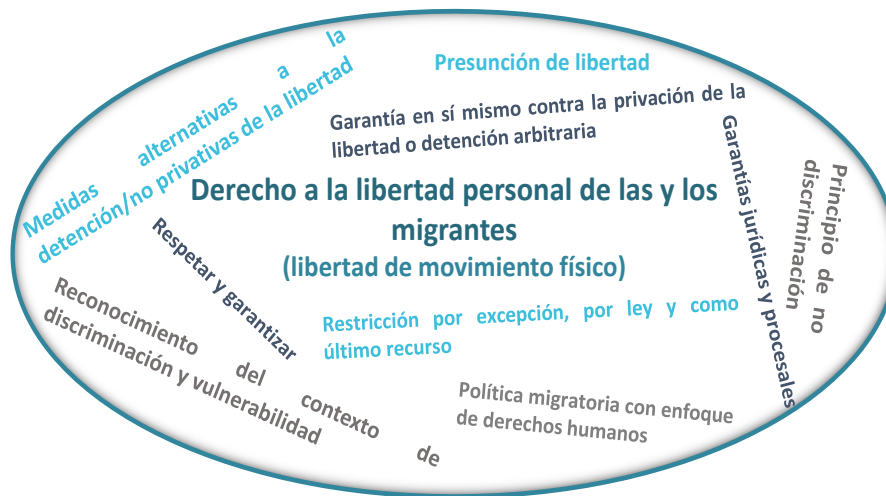 Medidas alternativas a la
detención/no privativas de la libertad
Presunción de libertad
Garantía en sí mismo contra la privación de la
libertad o detención arbitraria
Derecho a la libertad personal de las y los
migrantes
(libertad de movimiento físico)
Garantías jurídicas y procesales
Principio de no
discriminación
Respetar y garantizar
Restricción por excepción, por ley y como
último recurso
Reconocimiento del contexto de
discriminación y vulnerabilidad
Política migratoria con enfoque
de derechos humanos